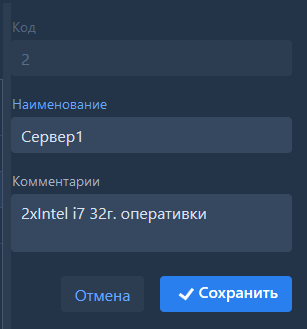 Код
2
Наименование
Сервер1
Комментарии
2xIntel i7 32г. оперативки
Отмена
Сохранить